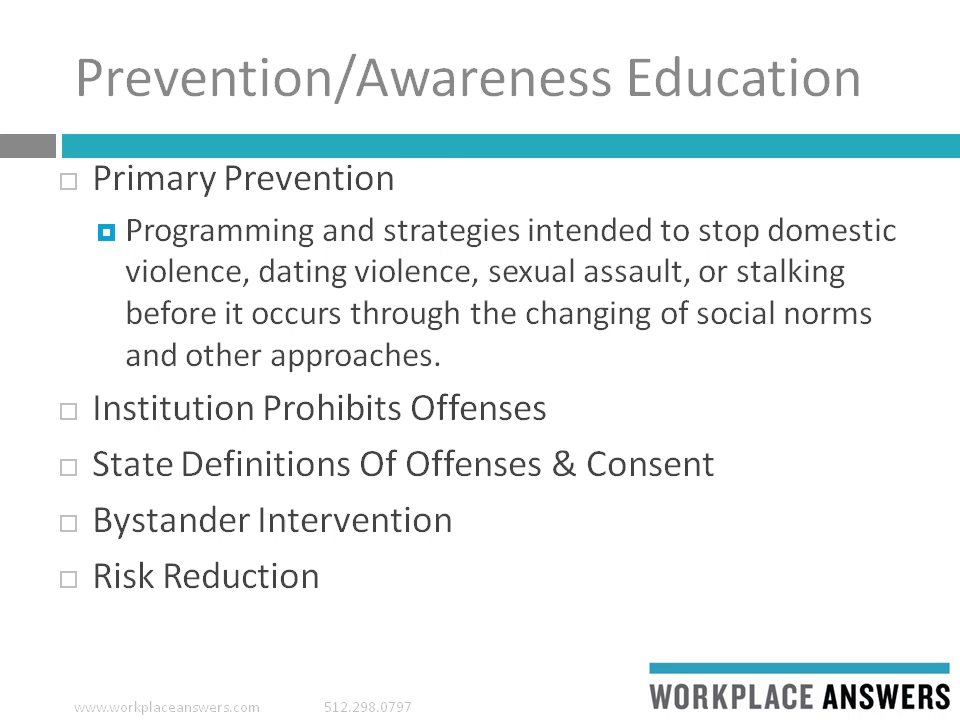 Prevention/Awareness Education
Primary Prevention
Programming and strategies intended to stop domestic
violence, dating violence, sexual assault, or stalking
before it occurs through the changing of social norms
and other approaches.
Institution Prohibits Offenses
State Definitions Of Offenses & Consent
Bystander Intervention
Risk Reduction
www.workplaceanswers.com 512.298.0797
WORKPLACE ANSWERS